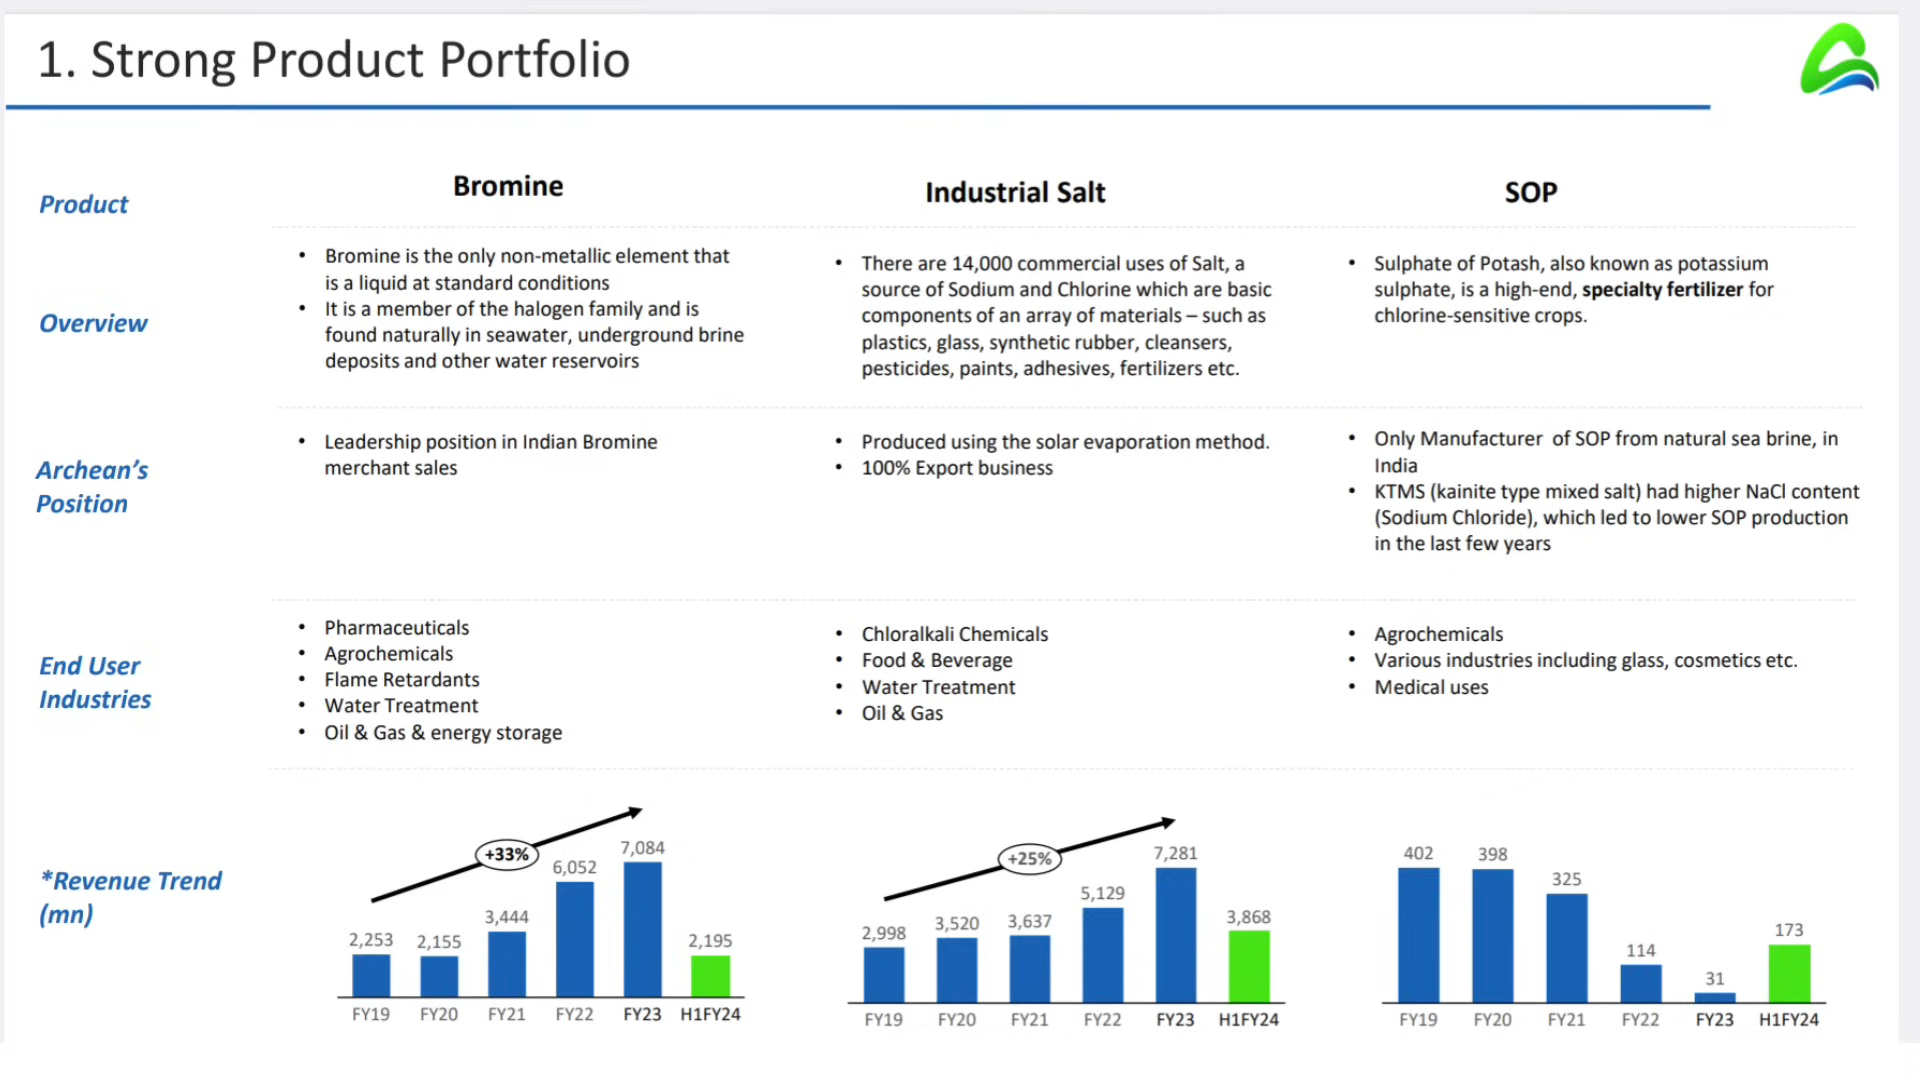 1. Strong Product Portfolio
Product
Bromine
Industrial Salt
SOP
Overview
• Bromine is the only non-metallic element that
is a liquid at standard conditions
• It is a member of the halogen family and is
found naturally in seawater, underground brine
deposits and other water reservoirs
• There are 14,000 commercial uses of Salt, a
source of Sodium and Chlorine which are basic
components of an array of materials – such as
plastics, glass, synthetic rubber, cleansers,
pesticides, paints, adhesives, fertilizers etc.
• Sulphate of Potash, also known as potassium
sulphate, is a high-end, specialty fertilizer for
chlorine-sensitive crops.
Archean’s
Position
• Leadership position in Indian Bromine
merchant sales
• Produced using the solar evaporation method.
• 100% Export business
• Only Manufacturer of SOP from natural sea brine, in
India
• KTMS (kainite type mixed salt) had higher NaCl content
(Sodium Chloride), which led to lower SOP production
in the last few years
End User
Industries
• Pharmaceuticals
• Agrochemicals
• Flame Retardants
• Water Treatment
• Oil & Gas & energy storage
• Chloralkali Chemicals
• Food & Beverage
• Water Treatment
• Oil & Gas
• Agrochemicals
• Various industries including glass, cosmetics etc.
• Medical uses
*Revenue Trend
(mn)
+33%
2,253 2,155 3,444 6,052 7,084 2,195
FY19 FY20 FY21 FY22 FY23 H1FY24
+25%
2,998 3,520 3,637 5,129 7,281 3,868
FY19 FY20 FY21 FY22 FY23 H1FY24
402 398 325 114 31 173
FY19 FY20 FY21 FY22 FY23 H1FY24